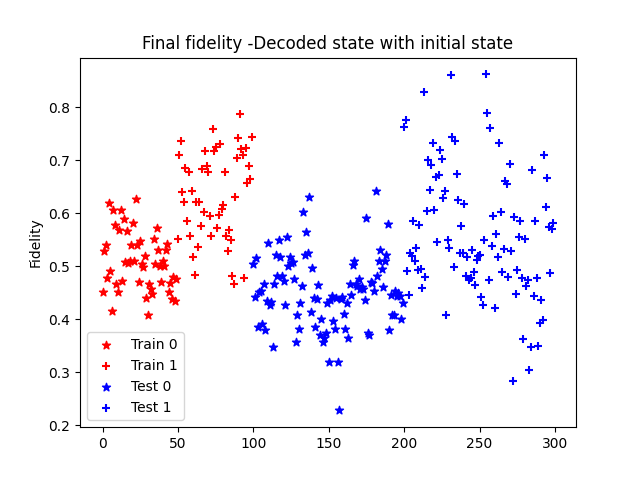 Final fidelity -Decoded state with initial state
Fidelity
0.8
0.7
0.6
0.5
0.4
0.3
0.2
Train 0
Train 1
Test 0
Test 1
0 50 100 150 200 250 300